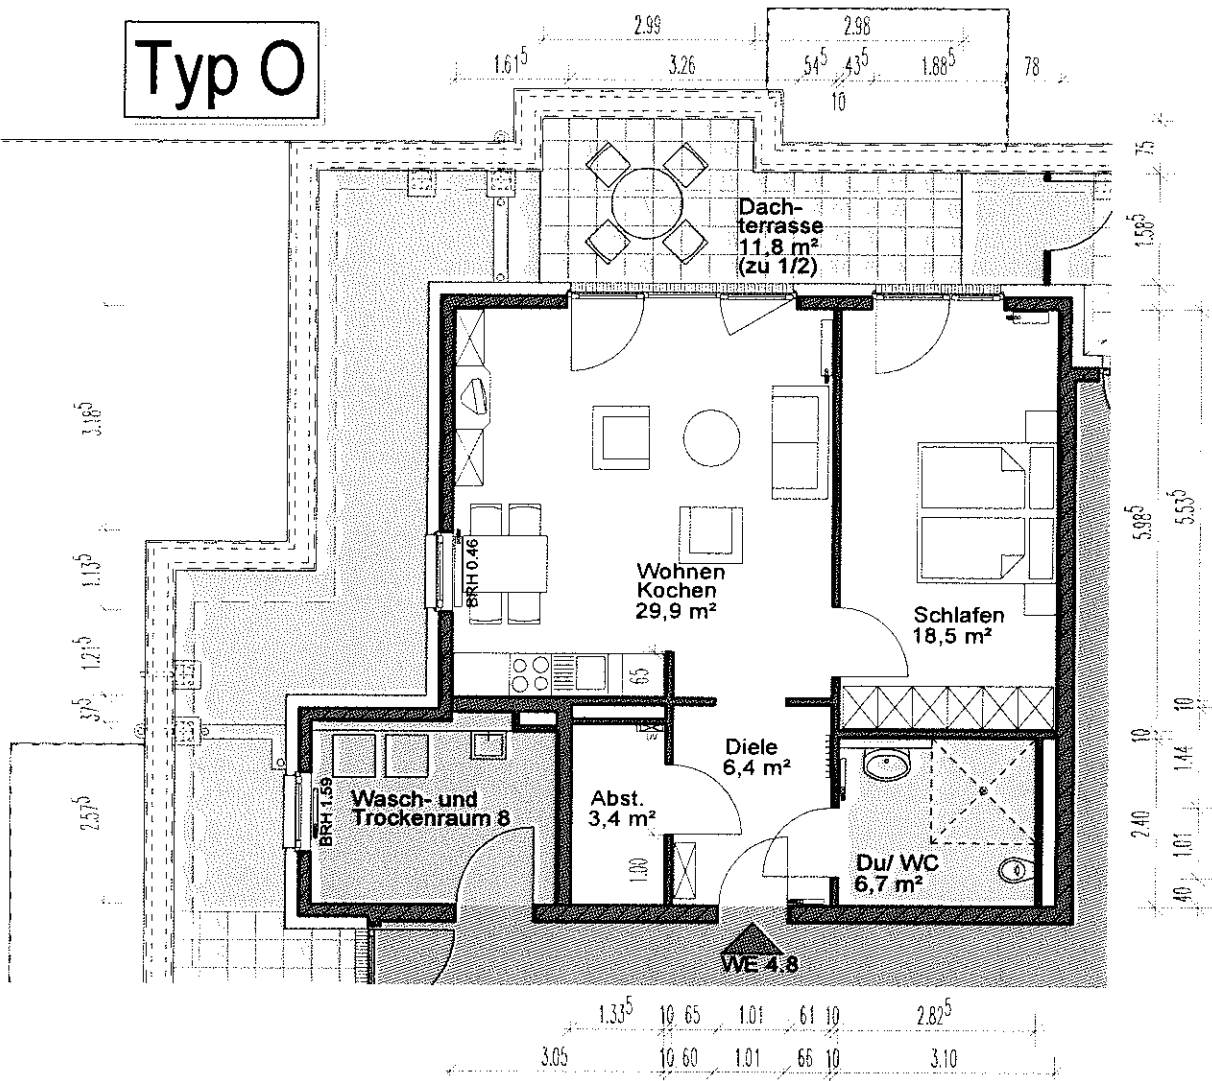 Typ O
2.99
2.98
1.61⁵
3.26
54⁵
43⁵
1.88⁵
78
10
75
1.58⁵
Dach-
terrasse
11,8 m²
(zu 1/2)
3.18⁵
1.13⁵
1.21⁵
37⁵
2.57⁵
BRH 0.46
Wohnen
Kochen
29,9 m²
Schlafen
18,5 m²
65
5.98⁵
5.53⁵
10
10
1.44
2.40
1.01
40
Diele
6,4 m²
Wasch- und
Trockenraum 8
BRH 1.59
Abst.
3,4 m²
1.00
Du/ WC
6,7 m²
WE 4.8
1.33⁵
10
65
1.01
61
10
2.82⁵
3.05
10
60
1.01
66
10
3.10